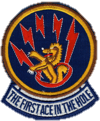 THE FIRST ACE IN THE HOLE